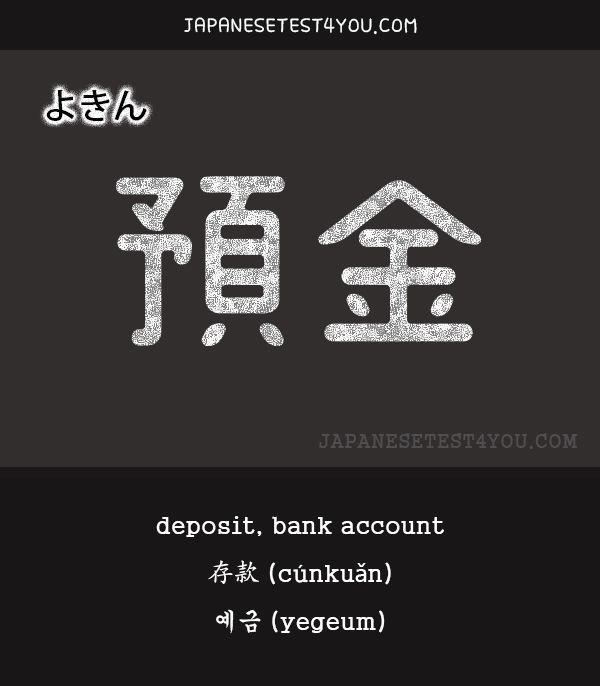 JAPANESETEST4YOU.COM
よきん
預金
JAPANESETEST4YOU.COM
deposit, bank account
存款 (cúnkuǎn)
예금 (yegeum)